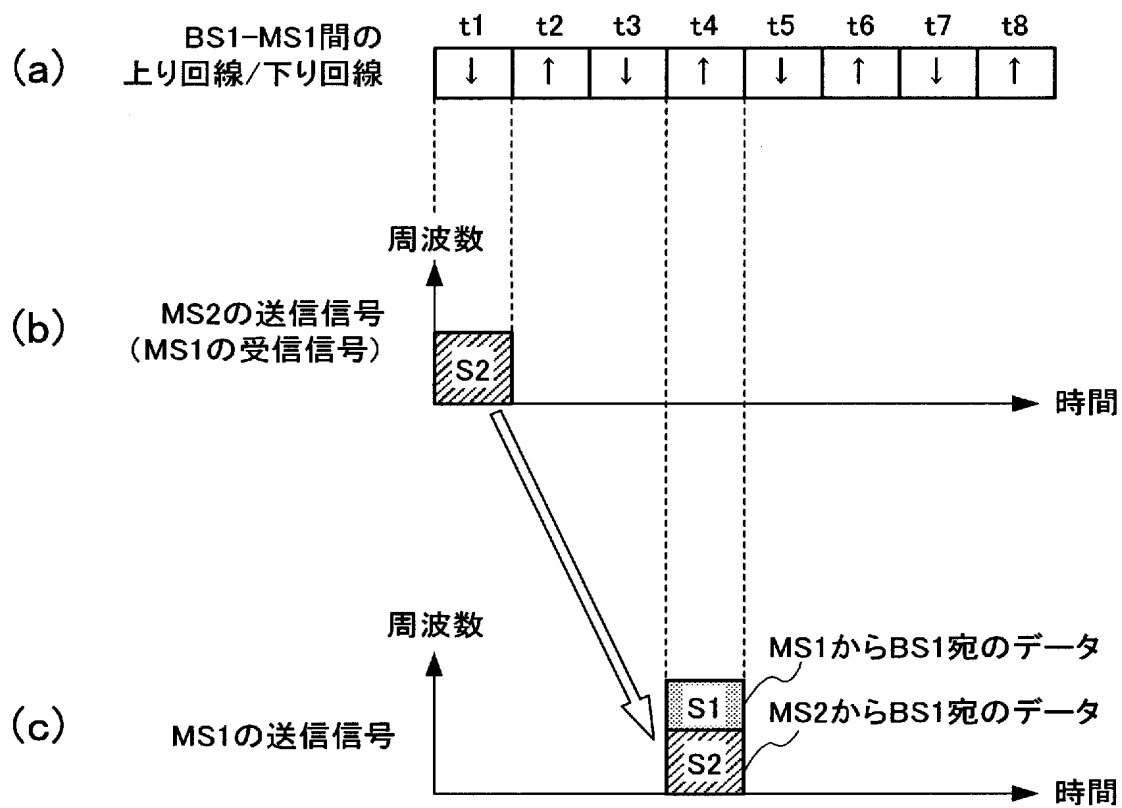 t1 t2 t3 t4 t5 t6 t7 t8
(a)
BS1-MS1間の
上り回線/下り回線
↓ ↑ ↓ ↑ ↓ ↑ ↓ ↑
周波数
(b)
MS2の送信信号
(MS1の受信信号)
S2
時間
周波数
MS1からBS1宛のデータ
S1
(c)
MS1の送信信号
MS2からBS1宛のデータ
S2
時間